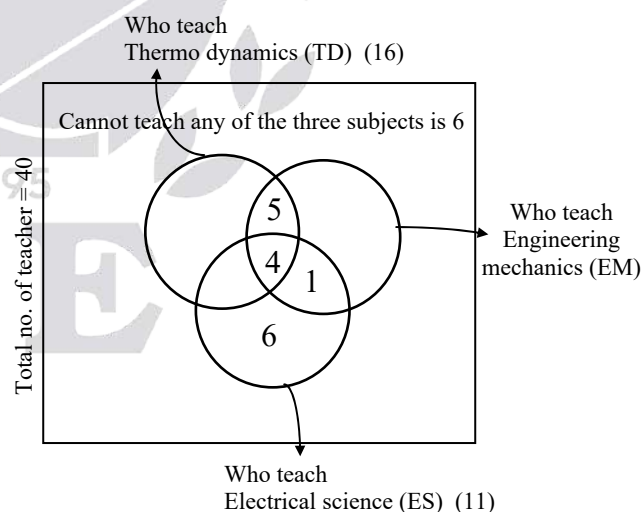 Who teach
Thermo dynamics (TD) (16)
Cannot teach any of the three subjects is 6
95
Total no. of teacher = 40
5
4
1
6
Who teach
Engineering
mechanics (EM)
Who teach
Electrical science (ES) (11)